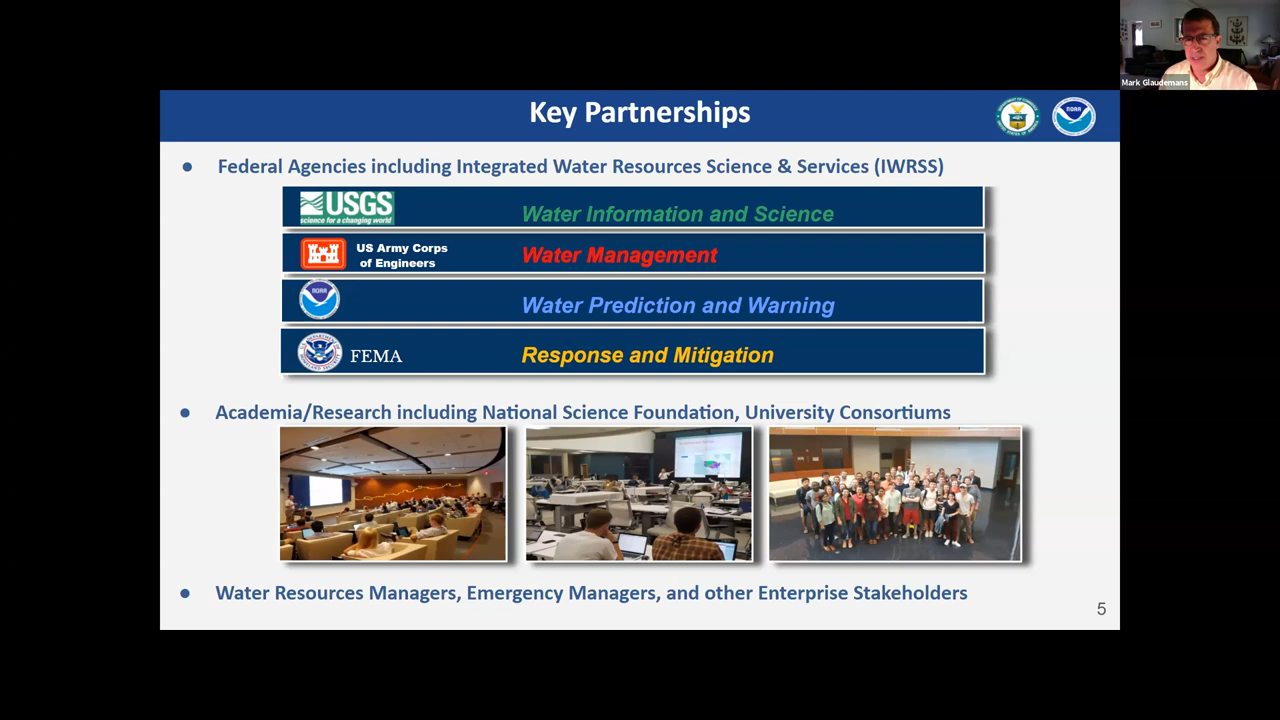 Mark Glaudemans
Key Partnerships
NOAA
● Federal Agencies including Integrated Water Resources Science & Services (IWRSS)
USGS
science for a changing world
Water Information and Science
US Army Corps
of Engineers
Water Management
NOAA
Water Prediction and Warning
FEMA
Response and Mitigation
● Academia/Research including National Science Foundation, University Consortiums
● Water Resources Managers, Emergency Managers, and other Enterprise Stakeholders
5